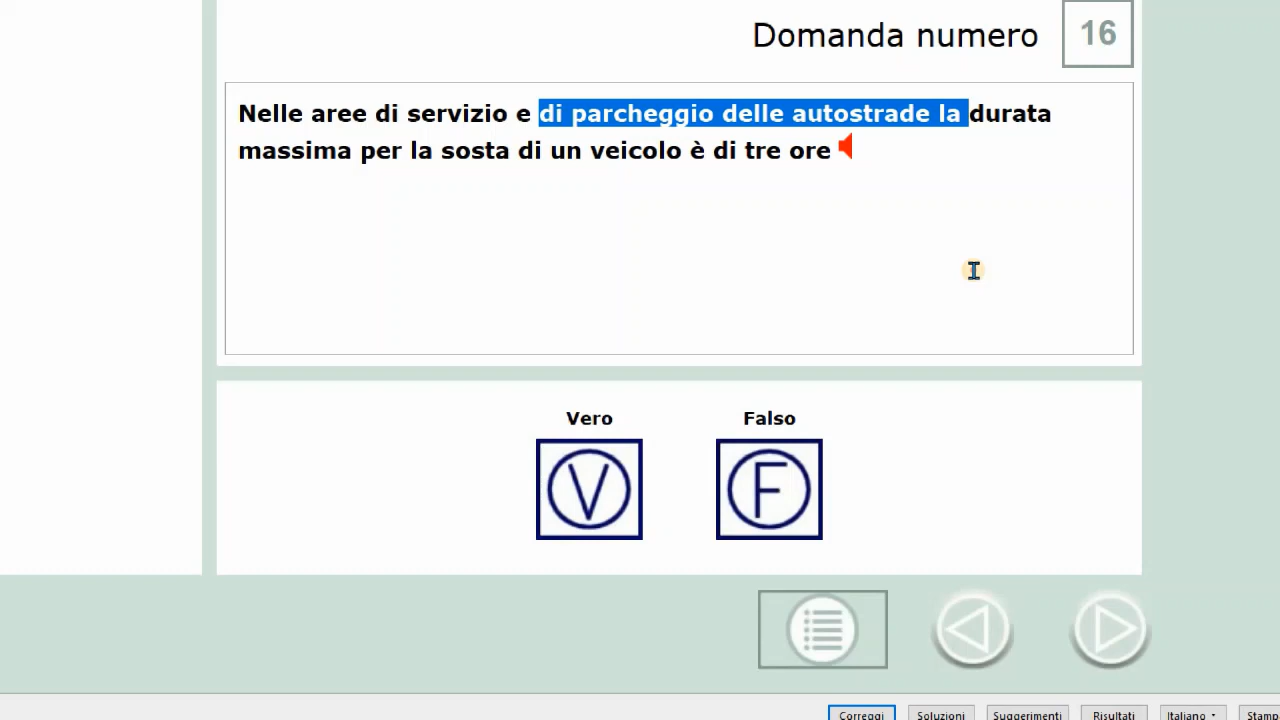 Domanda numero 16
Nelle aree di servizio e di parcheggio delle autostrade la durata
massima per la sosta di un veicolo è di tre ore
Vero Falso
V F
Correggi Soluzioni Suggerimenti Risultati Italiano Stamp